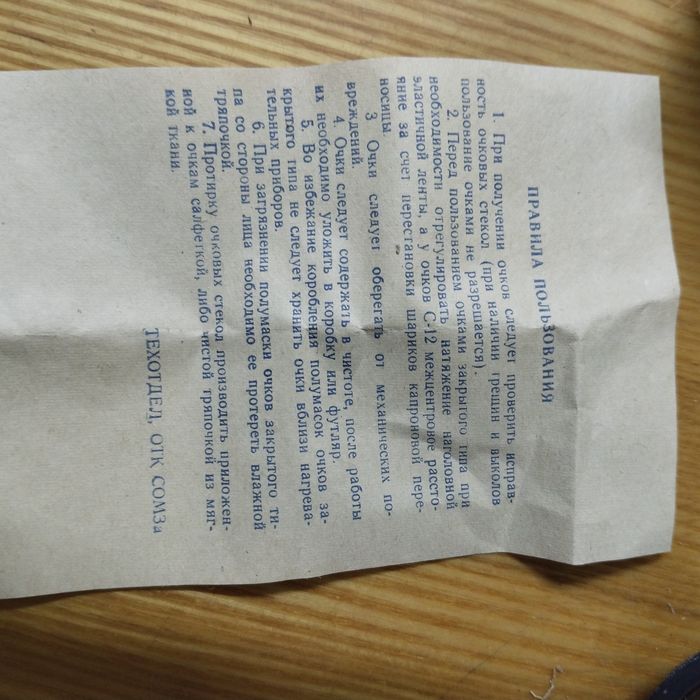 ПРАВИЛА ПОЛЬЗОВАНИЯ
1. При получении очков следует проверить исправ-
ность очковых стекол (при наличии трещин и выколов
пользование очками не разрешается).
2. Перед пользованием очками закрытого типа при
необходимости отрегулировать натяжение наголовной
эластичной ленты, а у очков С-12 межцентровое рассто-
яние за счет перестановки шариков капроновой пере-
носицы.
3 Очки следует оберегать от механических по-
вреждений.
4. Очки следует содержать в чистоте, после работы
их необходимо уложить в коробку или футляр.
5. Во избежание коробления полумасок очков за-
крытого типа не следует хранить очки вблизи нагрева-
тельных приборов.
6. При загрязнении полумаски очков закрытого ти-
па со стороны лица необходимо ее протереть влажной
тряпочкой.
7. Протирку очковых стекол производить приложен-
ной к очкам салфеткой, либо чистой тряпочкой из мяг-
кой ткани.
ТЕХОТДЕЛ, ОТК СОМЗа